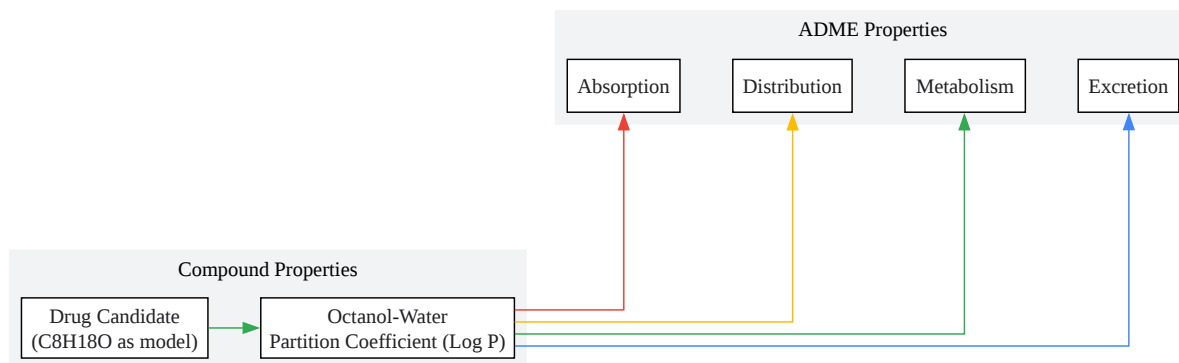 ADME Properties
Absorption
Distribution
Metabolism
Excretion
Compound Properties
Drug Candidate
(C8H18O as model)
Octanol-Water
Partition Coefficient (Log P)